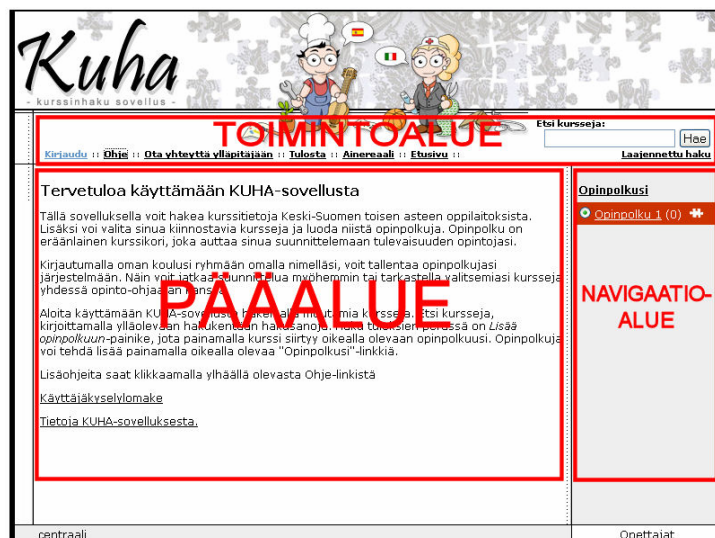 Kuha
- kurssinhaku sovellus -
TOIMINTOALUE
Etsi kursseja:
Hae
Kirjaudu :: Ohje :: Ota yhteyttä ylläpitäjään :: Tulosta :: Ainereaali :: Etusivu ::
Laajennettu haku
Tervetuloa käyttämään KUHA-sovellusta
Tällä sovelluksella voit hakea kurssitietoja Keski-Suomen toisen asteen oppilaitoksista.
Lisäksi voi valita sinua kiinnostavia kursseja ja luoda niistä opinpolkuja. Opinpolku on
eräänlainen kurssikori, joka auttaa sinua suunnittelemaan tulevaisuuden opintojasi.
Kirjautumalla oman koulusi ryhmään omalla nimelläsi, voit tallentaa opinpolkujasi
järjestelmään. Näin voit jatkaa suunnittelua myöhemmin tai tarkastella valitsemiasi kursseja
yhdessä opinto-ohjaajan kanssa.
PÄÄALUE
Aloita käyttämään KUHA-sovellusta hakemalla muutamia kursseja. Etsi kursseja,
kirjoittamalla ylläolevaan hakukenttään hakusanoja. Haku tuloksien perässä on Lisää
opinpolkuun-painike, jota painamalla kurssi siirtyy oikealla olevaan opinpolkuusi. Opinpolkuja
voi tehdä lisää painamalla oikealla olevaa "Opinpolkusi"-linkkiä.
Lisäohjeita saat klikkaamalla ylhäällä olevasta Ohje-linkistä
Käyttäjäkyselylomake
Tietoja KUHA-sovelluksesta.
Opinpolkusi
Opinpolku 1 (0)
NAVIGAATIO-
ALUE
centraali
Opettajat